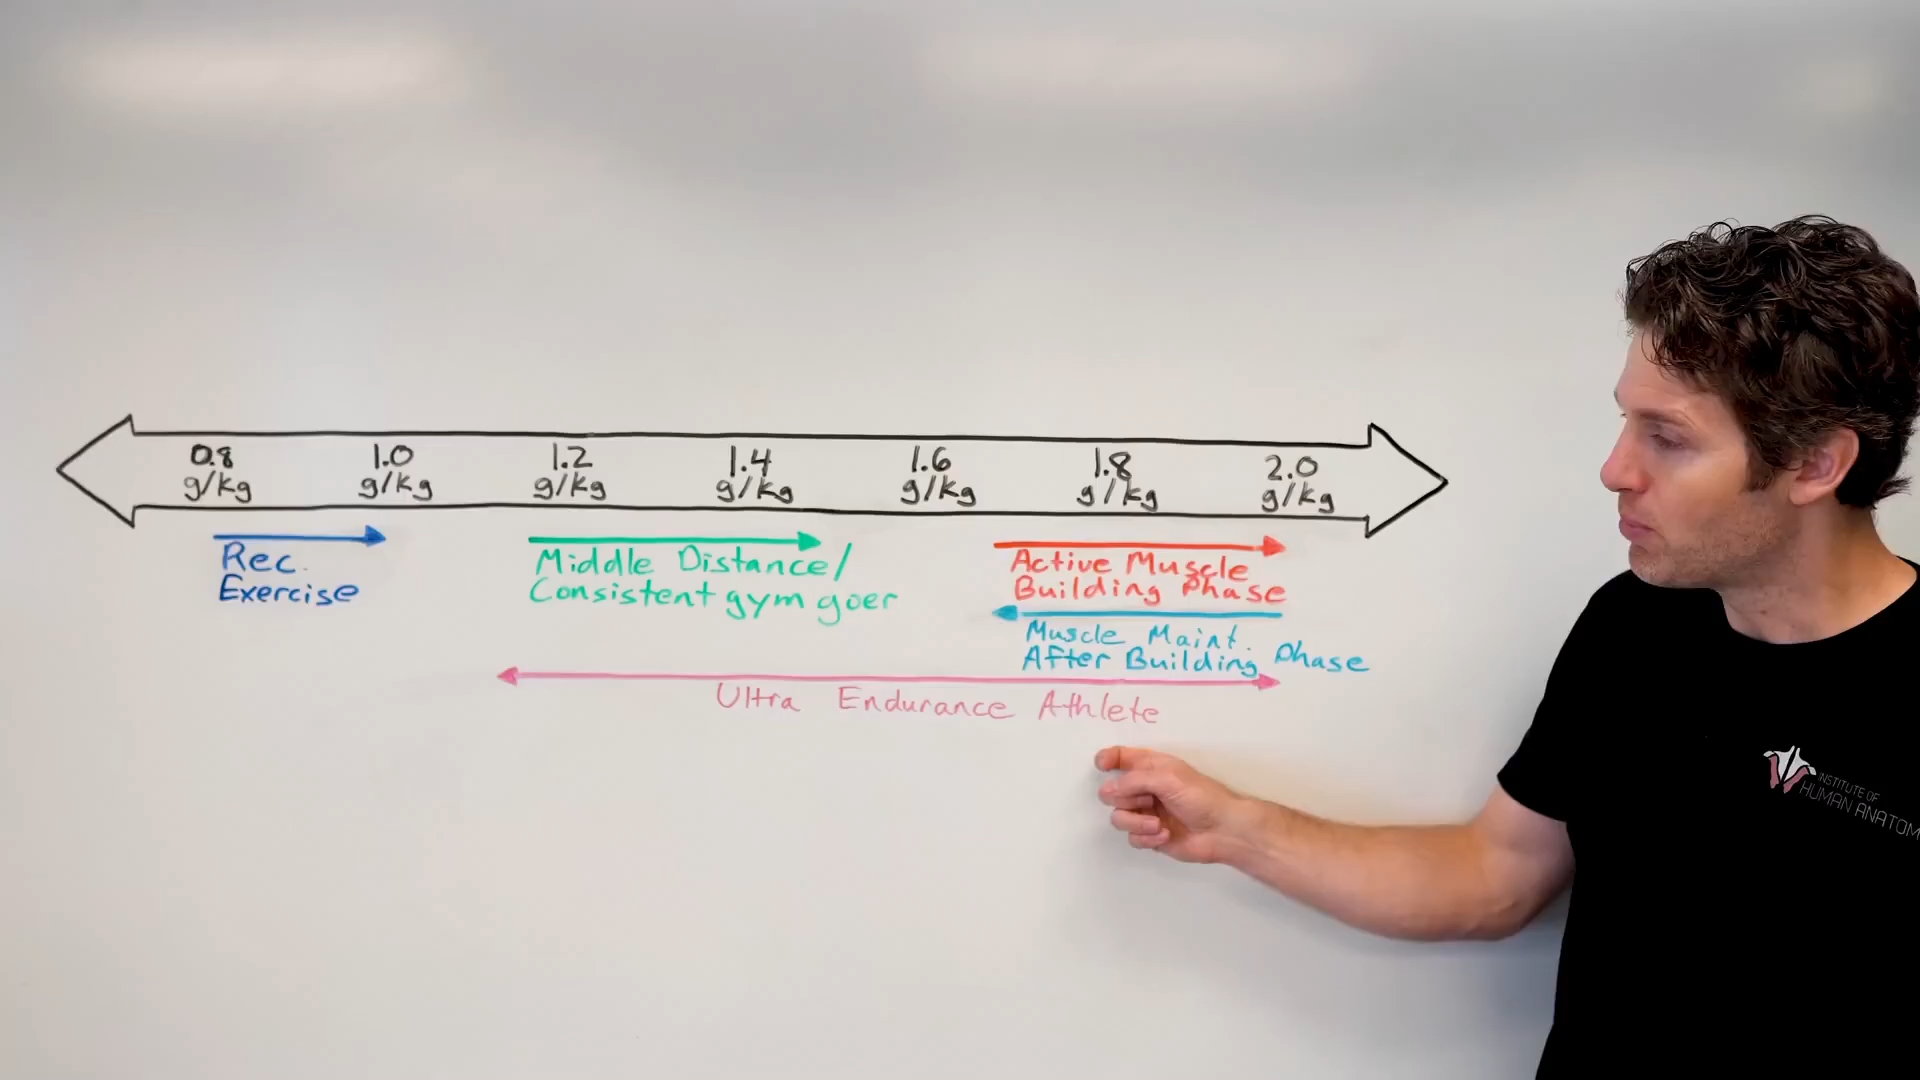 0.8 1.0 1.2 1.4 1.6 1.8 2.0
g/kg g/kg g/kg g/kg g/kg g/kg g/kg
Rec.
Exercise
Middle Distance/
Consistent gym goer
Active Muscle
Building Phase
Muscle Maint.
After Building Phase
Ultra Endurance Athlete
INSTITUTE OF
HUMAN ANATOM